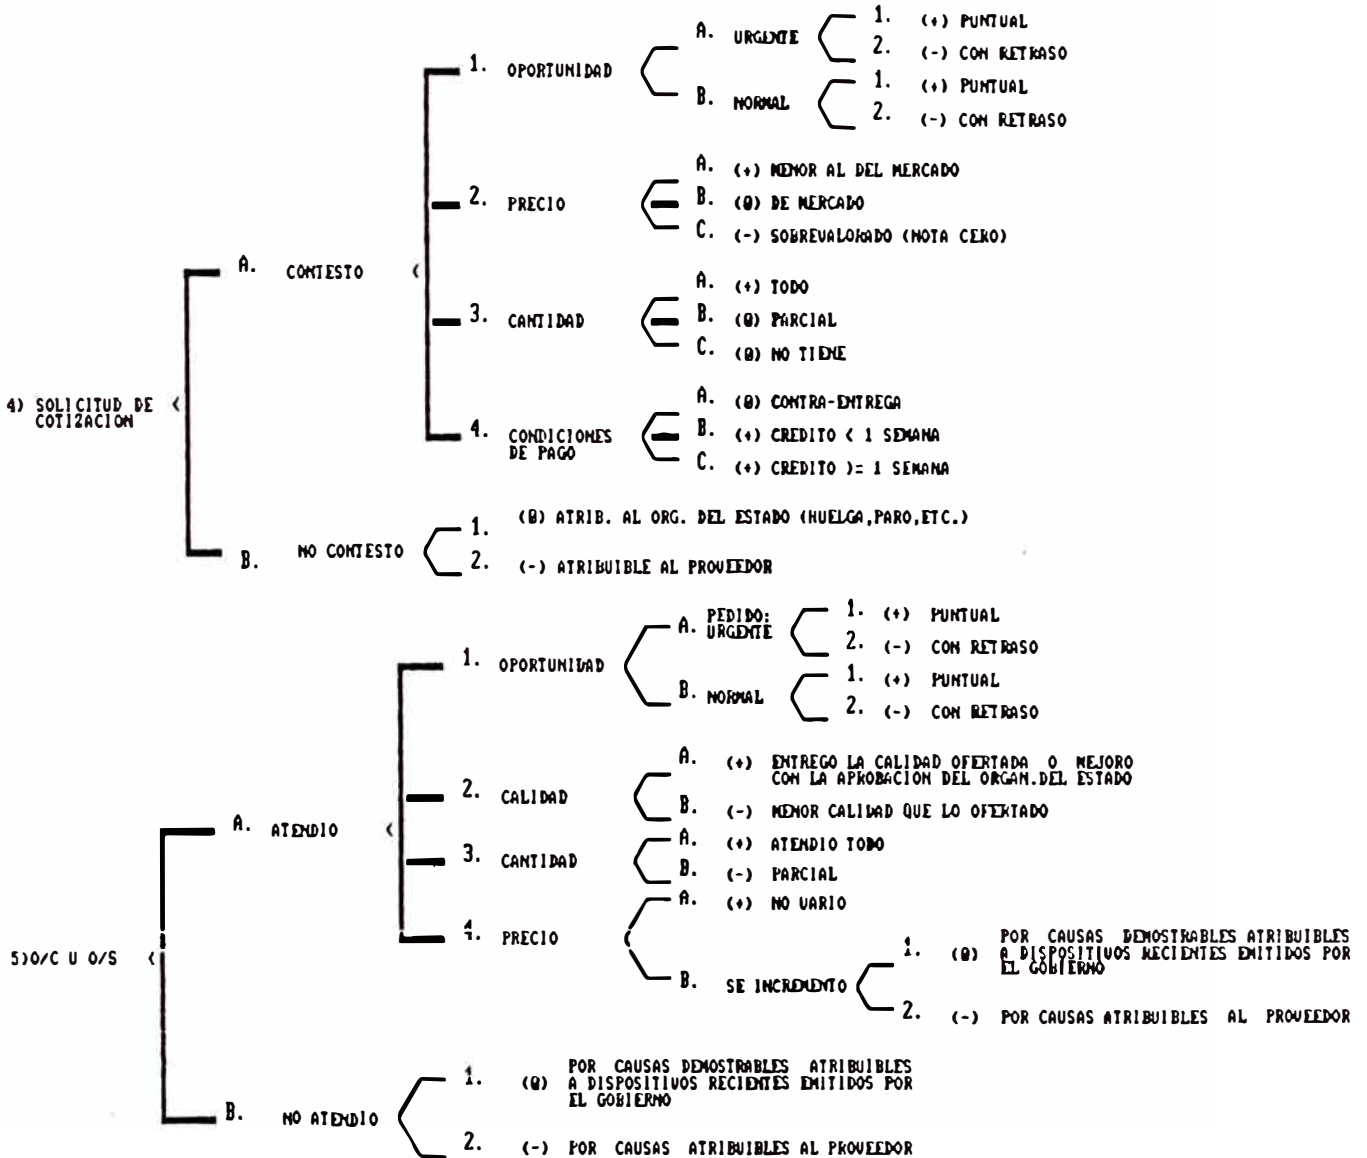 A. URGENTE
1. (+) PUNTUAL
2. (-) CON RETRASO
1. OPORTUNIDAD
B. NORMAL
1. (+) PUNTUAL
2. (-) CON RETRASO
2. PRECIO
A. (+) MENOR AL DEL MERCADO
B. (0) DE MERCADO
C. (-) SOBREVALORADO (NOTA CERO)
A. CONTESTO
3. CANTIDAD
A. (+) TODO
B. (0) PARCIAL
C. (0) NO TIENE
4) SOLICITUD DE
COTIZACION
4. CONDICIONES
DE PAGO
A. (0) CONTRA-ENTREGA
B. (+) CREDITO < 1 SEMANA
C. (+) CREDITO )= 1 SEMANA
B. NO CONTESTO
1. (0) ATRIB. AL ORG. DEL ESTADO (HUELGA,PARO,ETC.)
2. (-) ATRIBUIBLE AL PROVEEDOR
A. PEDIDO:
URGENTE
1. (+) PUNTUAL
2. (-) CON RETRASO
1. OPORTUNIDAD
B. NORMAL
1. (+) PUNTUAL
2. (-) CON RETRASO
2. CALIDAD
A. (+) ENTREGO LA CALIDAD OFERTADA O MEJORO
CON LA APROBACION DEL ORGAN.DEL ESTADO
B. (-) MENOR CALIDAD QUE LO OFERTADO
A. ATENDIO
3. CANTIDAD
A. (+) ATENDIO TODO
B. (-) PARCIAL
4. PRECIO
A. (+) NO VARIO
5)O/C U O/S
B. SE INCREMENTO
1. (0) POR CAUSAS DEMOSTRABLES ATRIBUIBLES
A DISPOSITIVOS RECIENTES EMITIDOS POR
EL GOBIERNO
2. (-) POR CAUSAS ATRIBUIBLES AL PROVEEDOR
B. NO ATENDIO
1. (0) POR CAUSAS DEMOSTRABLES ATRIBUIBLES
A DISPOSITIVOS RECIENTES EMITIDOS POR
EL GOBIERNO
2. (-) POR CAUSAS ATRIBUIBLES AL PROVEEDOR